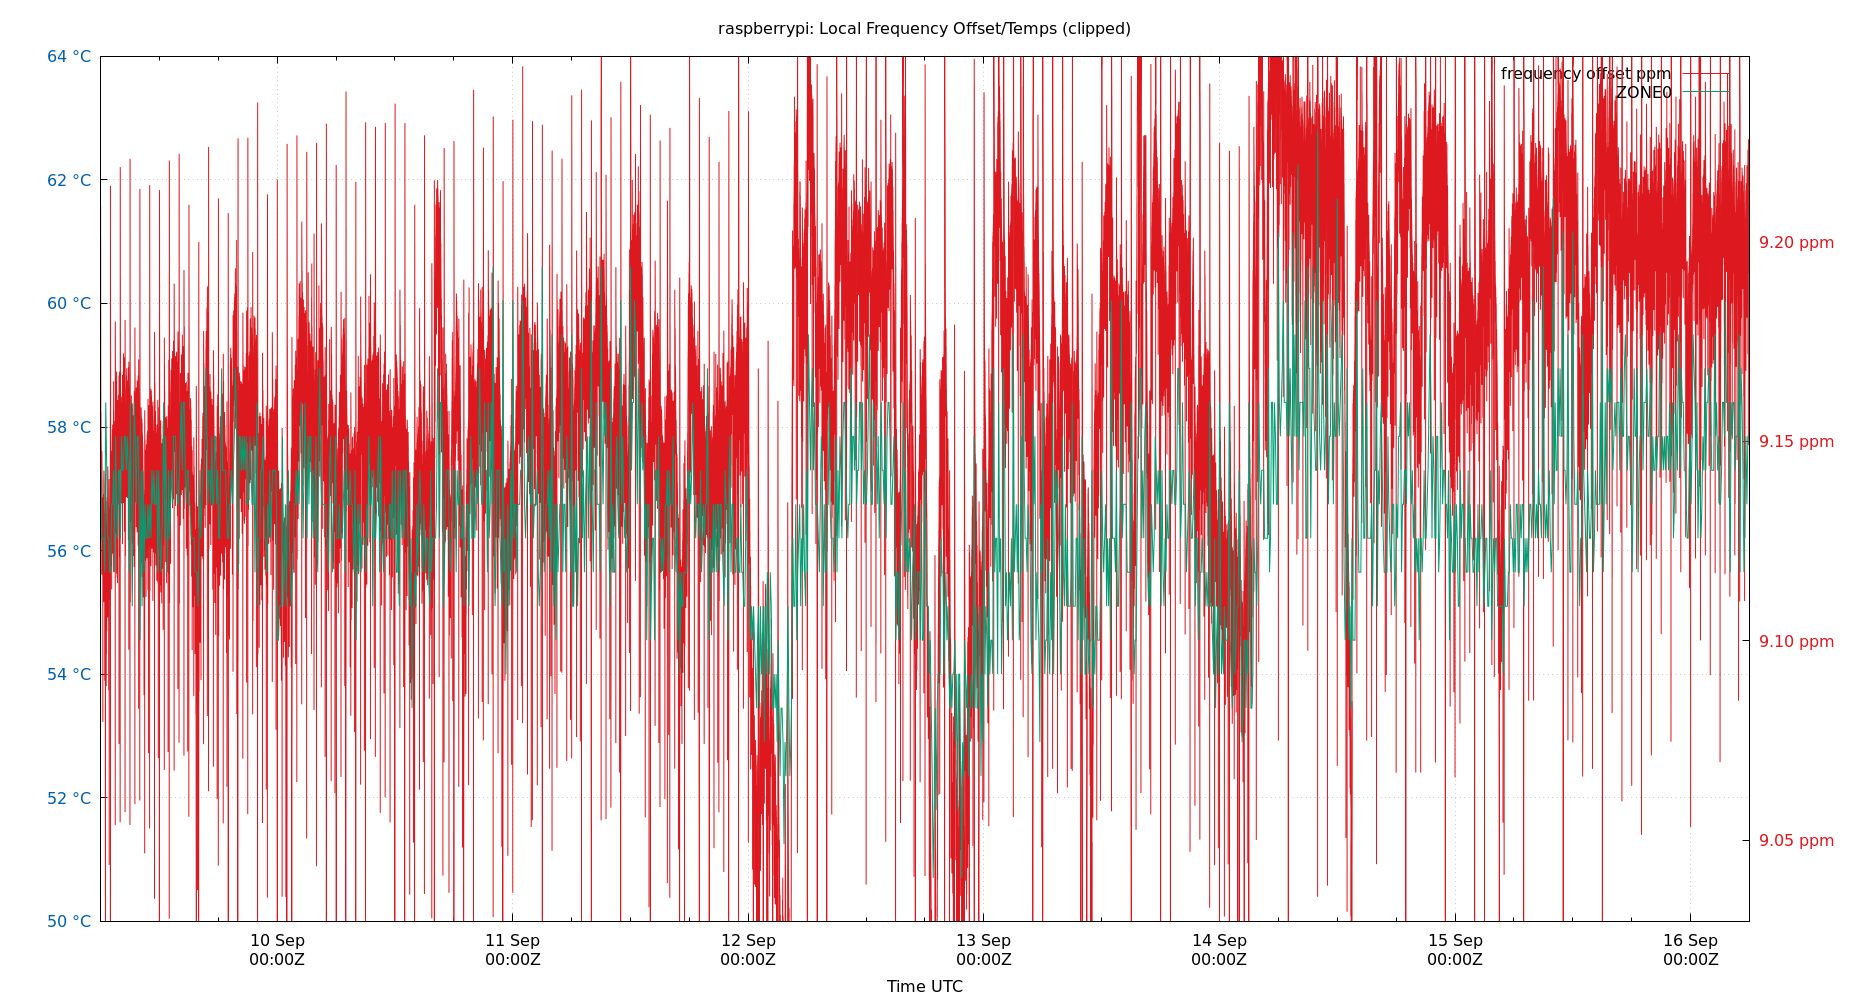 raspberrypi: Local Frequency Offset/Temps (clipped)
64 °C
62 °C
60 °C
58 °C
56 °C
54 °C
52 °C
50 °C
frequency offset ppm
ZONE0
9.20 ppm
9.15 ppm
9.10 ppm
9.05 ppm
10 Sep
00:00Z
11 Sep
00:00Z
12 Sep
00:00Z
13 Sep
00:00Z
14 Sep
00:00Z
15 Sep
00:00Z
16 Sep
00:00Z
Time UTC